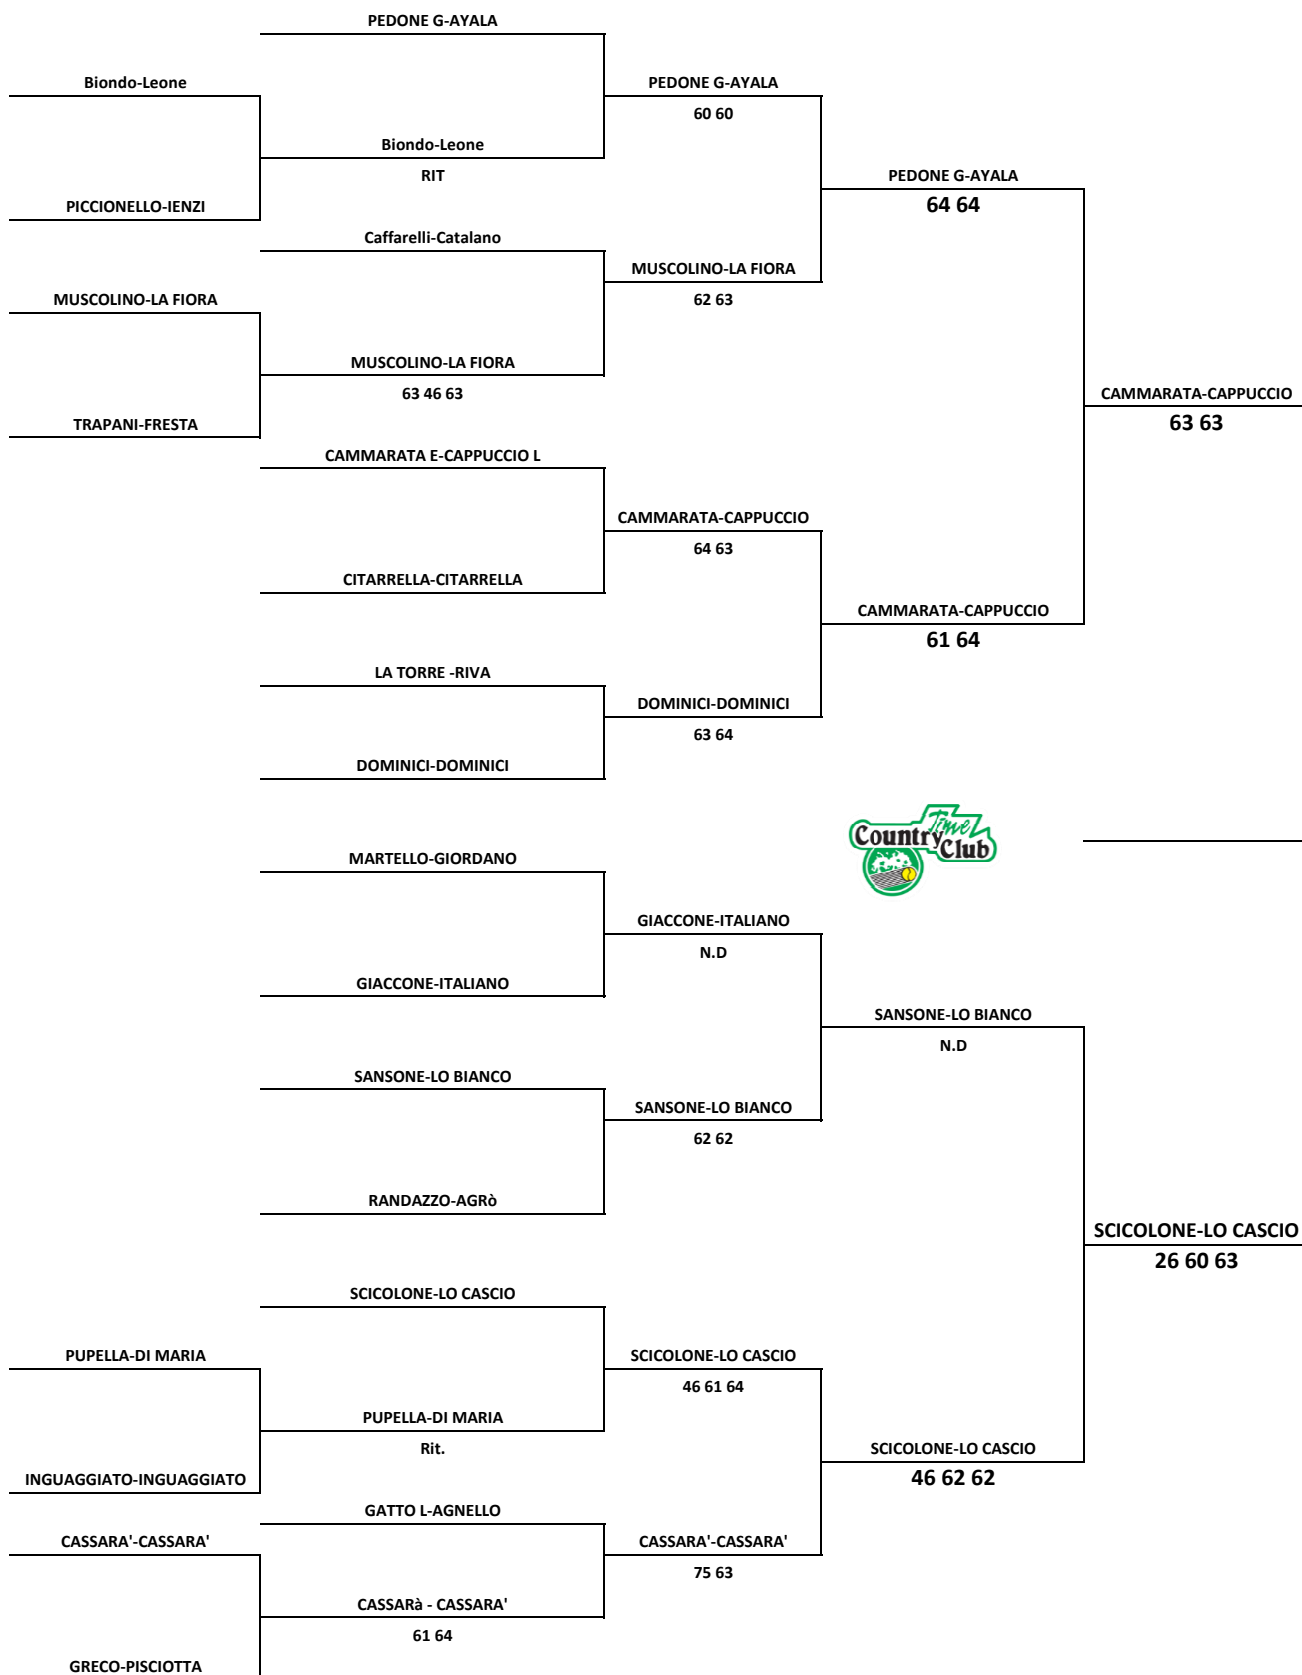 PEDONE G-AYALA
Biondo-Leone
PEDONE G-AYALA
60 60
Biondo-Leone
RIT
PEDONE G-AYALA
64 64
PICCIONELLO-IENZI
Caffarelli-Catalano
MUSCOLINO-LA FIORA
62 63
MUSCOLINO-LA FIORA
MUSCOLINO-LA FIORA
63 46 63
CAMMARATA-CAPPUCCIO
63 63
TRAPANI-FRESTA
CAMMARATA E-CAPPUCCIO L
CAMMARATA-CAPPUCCIO
64 63
CITARRELLA-CITARRELLA
CAMMARATA-CAPPUCCIO
61 64
LA TORRE -RIVA
DOMINICI-DOMINICI
63 64
DOMINICI-DOMINICI
Country Time Club
MARTELLO-GIORDANO
GIACCONE-ITALIANO
N.D
GIACCONE-ITALIANO
SANSONE-LO BIANCO
N.D
SANSONE-LO BIANCO
SANSONE-LO BIANCO
62 62
RANDAZZO-AGRò
SCICOLONE-LO CASCIO
26 60 63
SCICOLONE-LO CASCIO
PUPELLA-DI MARIA
SCICOLONE-LO CASCIO
46 61 64
PUPELLA-DI MARIA
Rit.
SCICOLONE-LO CASCIO
46 62 62
INGUAGGIATO-INGUAGGIATO
GATTO L-AGNELLO
CASSARA'-CASSARA'
CASSARA'-CASSARA'
75 63
CASSARà - CASSARA'
61 64
GRECO-PISCIOTTA